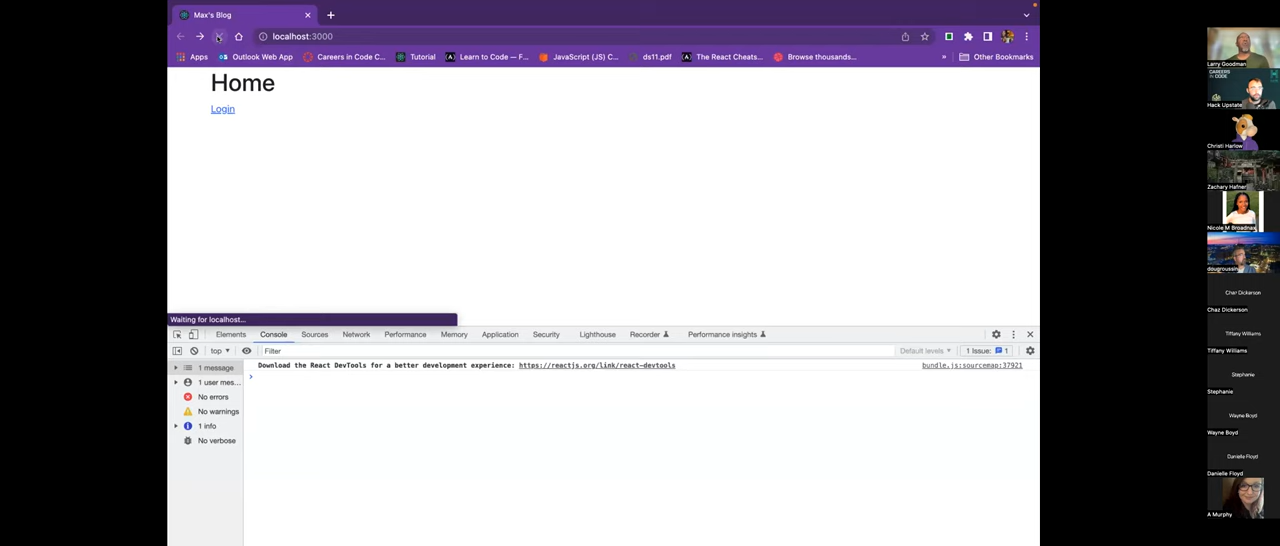 Max's Blog
localhost:3000
Apps Outlook Web App Careers in Code C... Tutorial Learn to Code — F... JavaScript (J) C... ds11.pdf The React Cheats... Browse thousands... » Other Bookmarks
Home
Login
Waiting for localhost...
Elements Console Sources Network Performance Memory Application Security Lighthouse Recorder Performance insights
top Filter Default levels 1 Issue: 1
1 message
Download the React DevTools for a better development experience: https://reactjs.org/link/react-devtools bundle.js:sourcemap:37921
1 user mes...
No errors
No warnings
1 info
No verbose
Larry Goodman
CAREERS
IN CODE
Hack Upstate
Christi Harlow
Zachary Hafner
Nicole M Broadnax
dougroussin
Chaz Dickerson
Chaz Dickerson
Tiffany Williams
Tiffany Williams
Stephanie
Stephanie
Wayne Boyd
Wayne Boyd
Danielle Floyd
Danielle Floyd
A Murphy